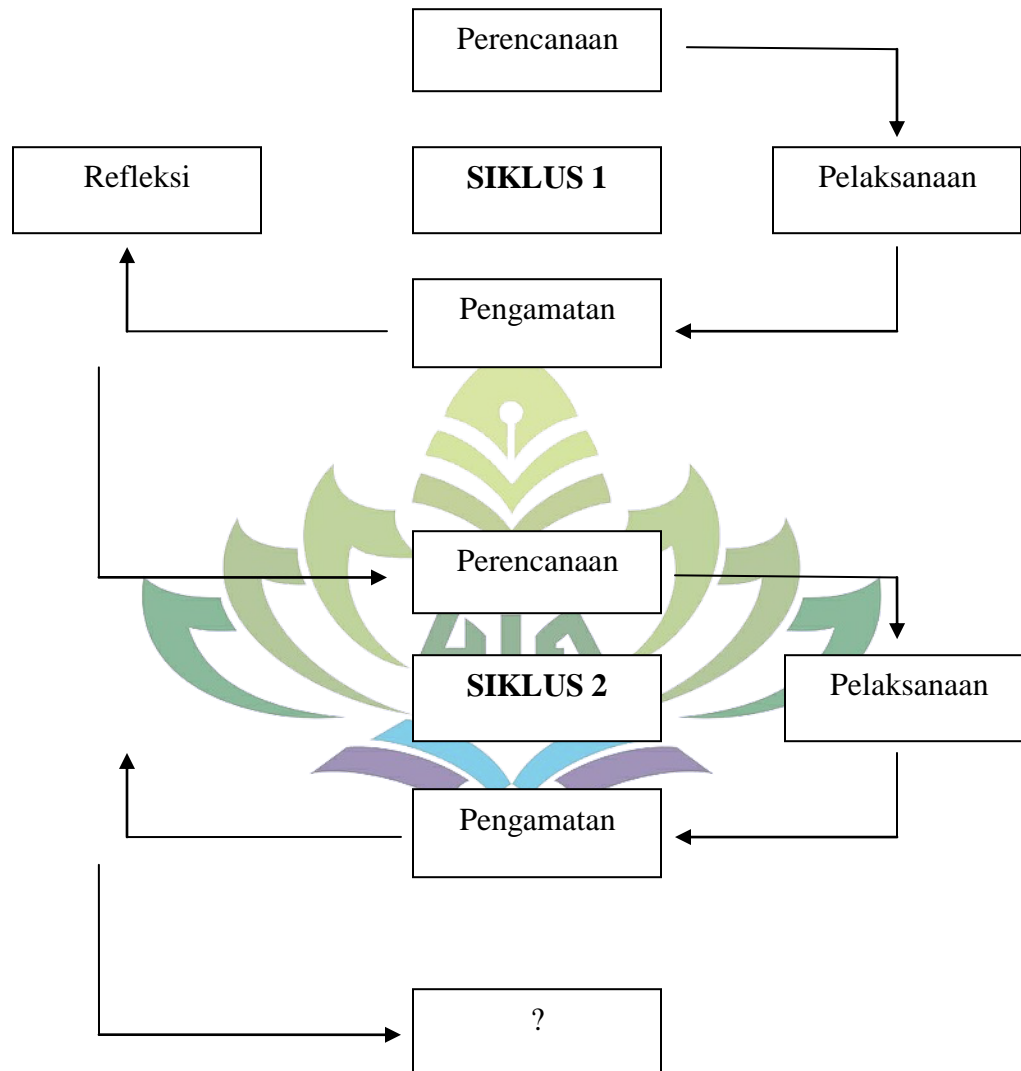 Perencanaan
Refleksi
SIKLUS 1
Pelaksanaan
Pengamatan
Perencanaan
SIKLUS 2
Pelaksanaan
Pengamatan
?